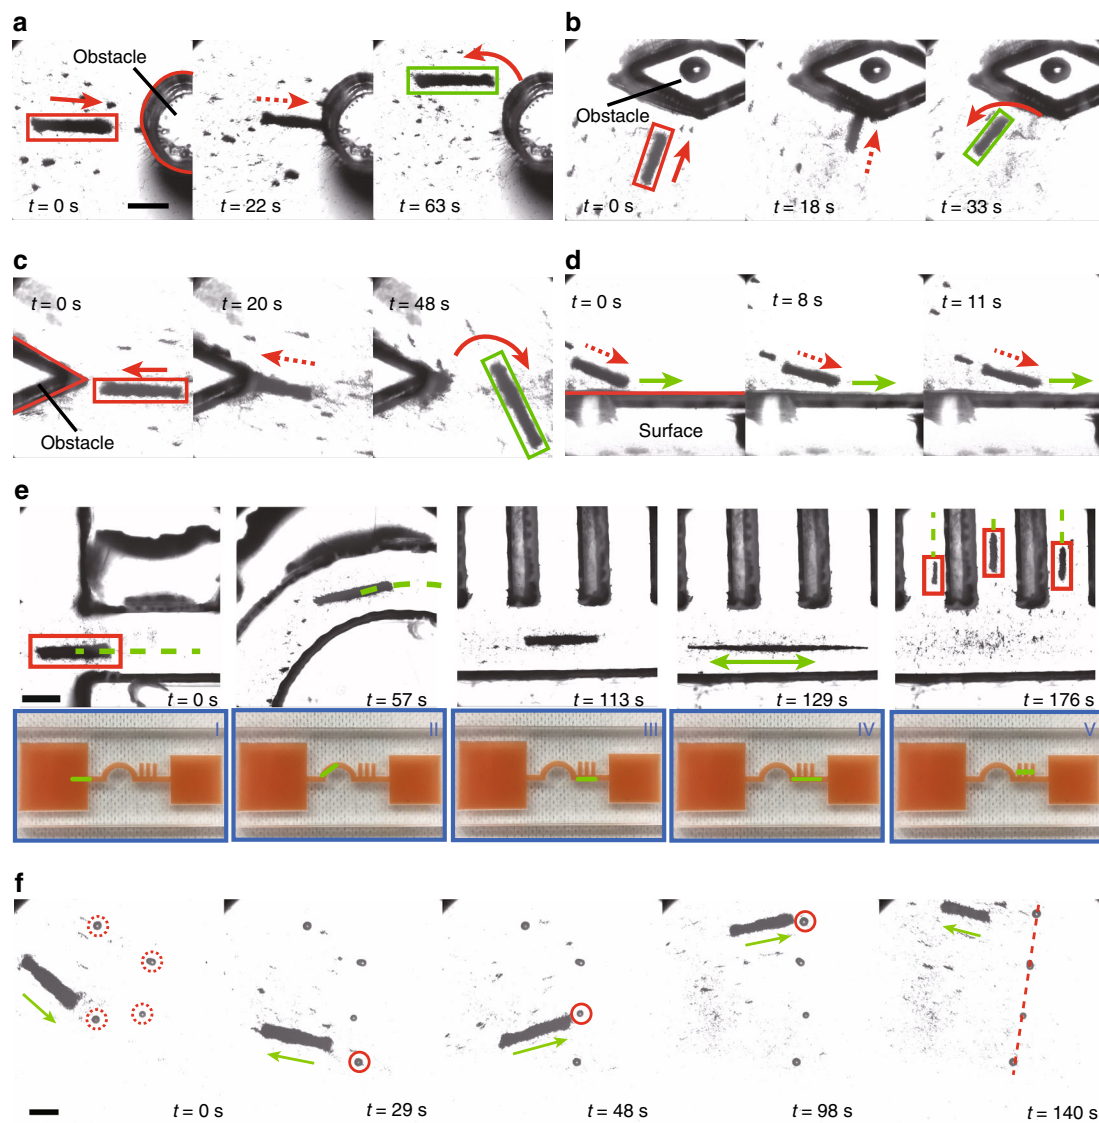 a
Obstacle
t = 0 s
t = 22 s
t = 63 s
b
Obstacle
t = 0 s
t = 18 s
t = 33 s
c
t = 0 s
t = 20 s
t = 48 s
Obstacle
d
t = 0 s
t = 8 s
t = 11 s
Surface
e
t = 0 s
t = 57 s
t = 113 s
t = 129 s
t = 176 s
I
II
III
IV
V
f
t = 0 s
t = 29 s
t = 48 s
t = 98 s
t = 140 s